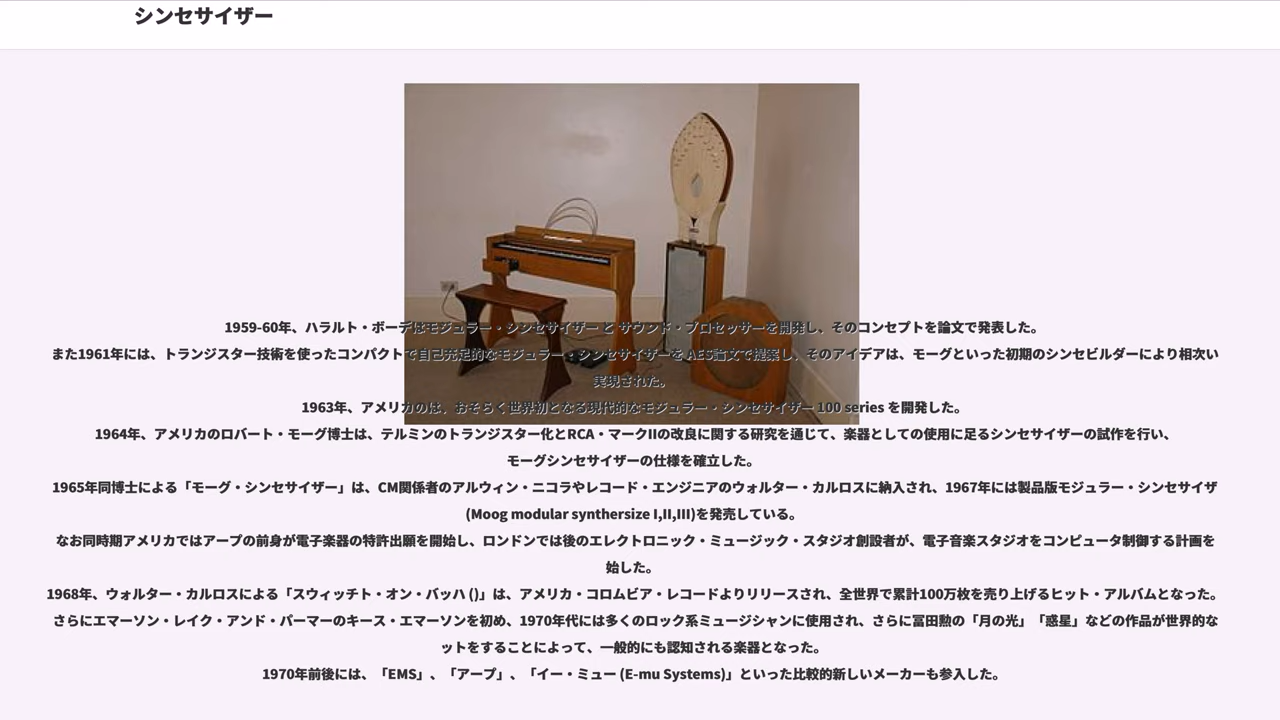 シンセサイザー
1959-60年、ハラルト・ボーデはモジュラー・シンセサイザー と サウンド・プロセッサーを開発し、そのコンセプトを論文で発表した。
また1961年には、トランジスター技術を使ったコンパクトで自己充足的なモジュラー・シンセサイザーを AES論文で提案し、そのアイデアは、モーグといった初期のシンセビルダーにより相次い
実現された。
1963年、アメリカのは、おそらく世界初となる現代的なモジュラー・シンセサイザー 100 series を開発した。
1964年、アメリカのロバート・モーグ博士は、テルミンのトランジスター化とRCA・マークIIの改良に関する研究を通じて、楽器としての使用に足るシンセサイザーの試作を行い、
モーグシンセサイザーの仕様を確立した。
1965年同博士による「モーグ・シンセサイザー」は、CM関係者のアルウィン・ニコラやレコード・エンジニアのウォルター・カルロスに納入され、1967年には製品版モジュラー・シンセサイザ
(Moog modular synthersize I,II,III)を発売している。
なお同時期アメリカではアープの前身が電子楽器の特許出願を開始し、ロンドンでは後のエレクトロニック・ミュージック・スタジオ創設者が、電子音楽スタジオをコンピュータ制御する計画を
始した。
1968年、ウォルター・カルロスによる「スウィッチト・オン・バッハ ()」は、アメリカ・コロムビア・レコードよりリリースされ、全世界で累計100万枚を売り上げるヒット・アルバムとなった。
さらにエマーソン・レイク・アンド・パーマーのキース・エマーソンを初め、1970年代には多くのロック系ミュージシャンに使用され、さらに冨田勲の「月の光」「惑星」などの作品が世界的な
ットをすることによって、一般的にも認知される楽器となった。
1970年前後には、「EMS」、「アープ」、「イー・ミュー (E-mu Systems)」といった比較的新しいメーカーも参入した。